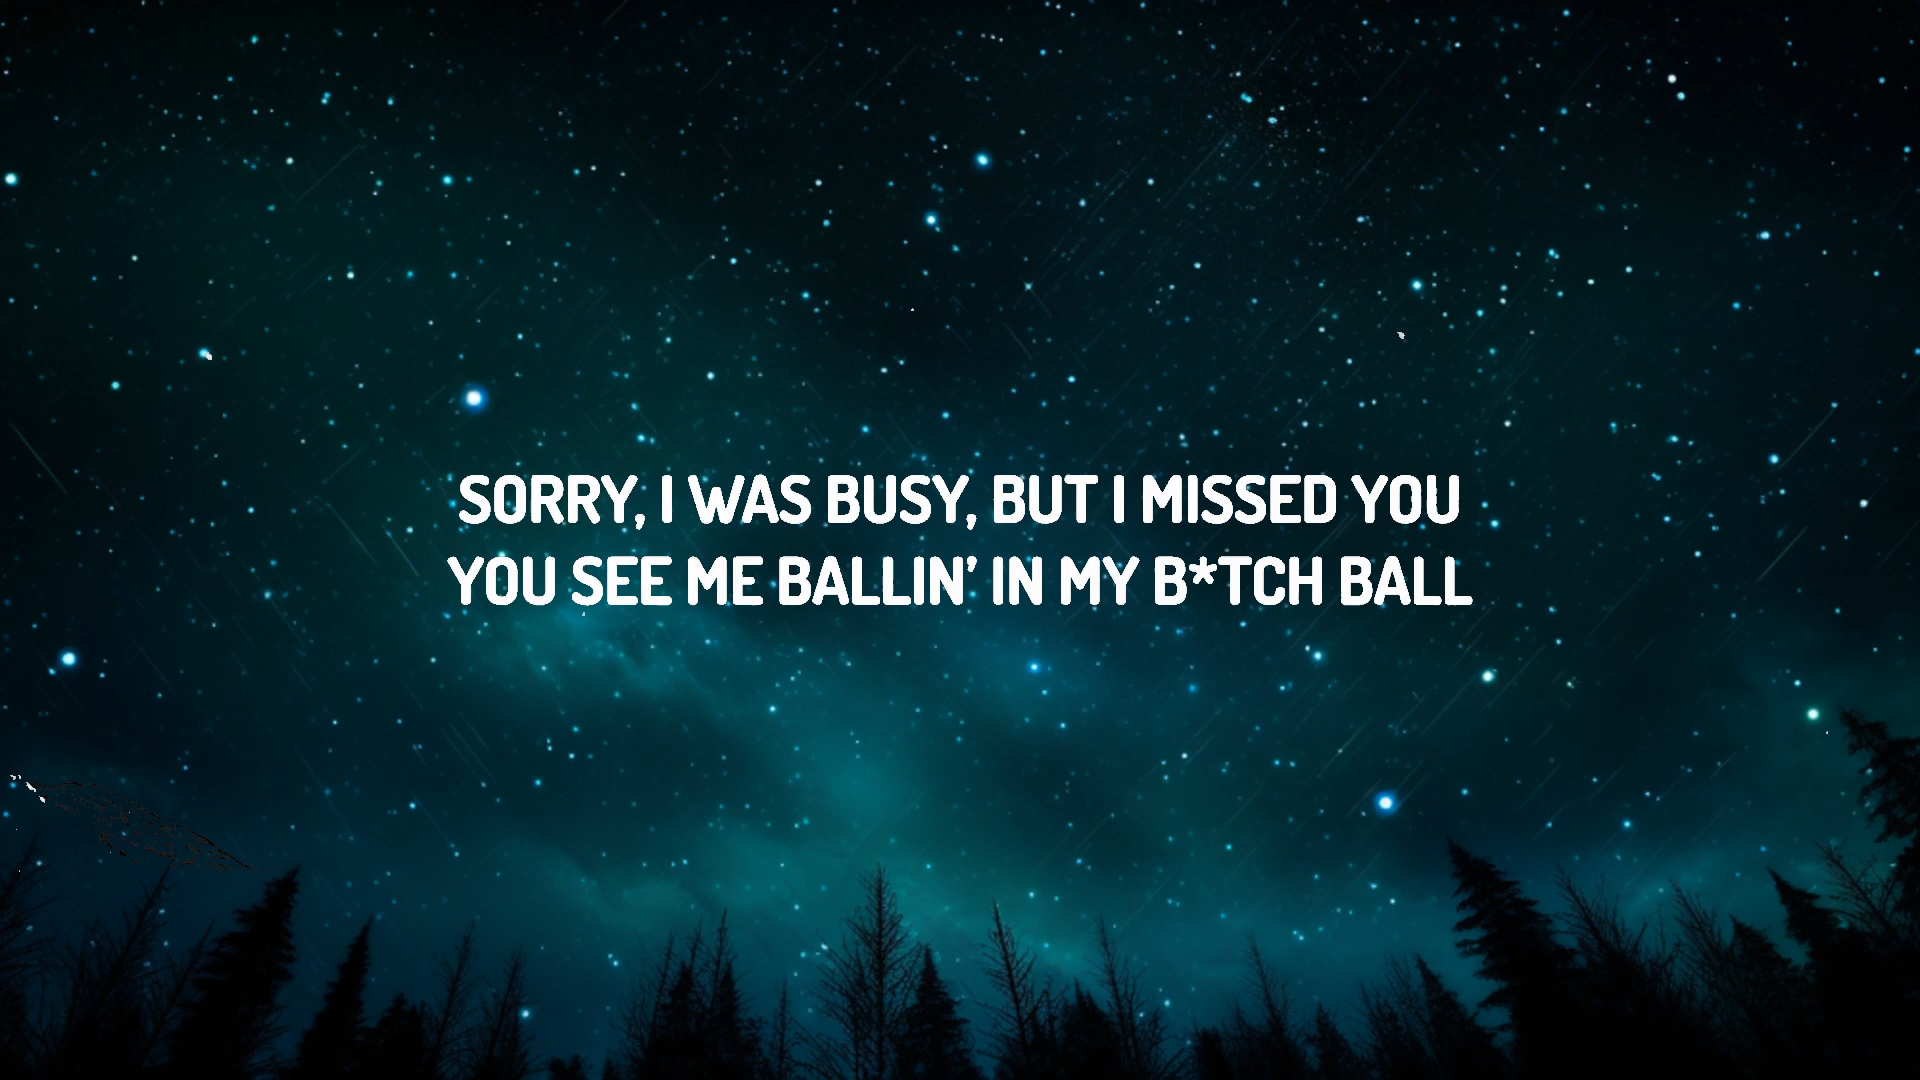 SORRY, I WAS BUSY, BUT I MISSED YOU
YOU SEE ME BALLIN’ IN MY B*TCH BALL